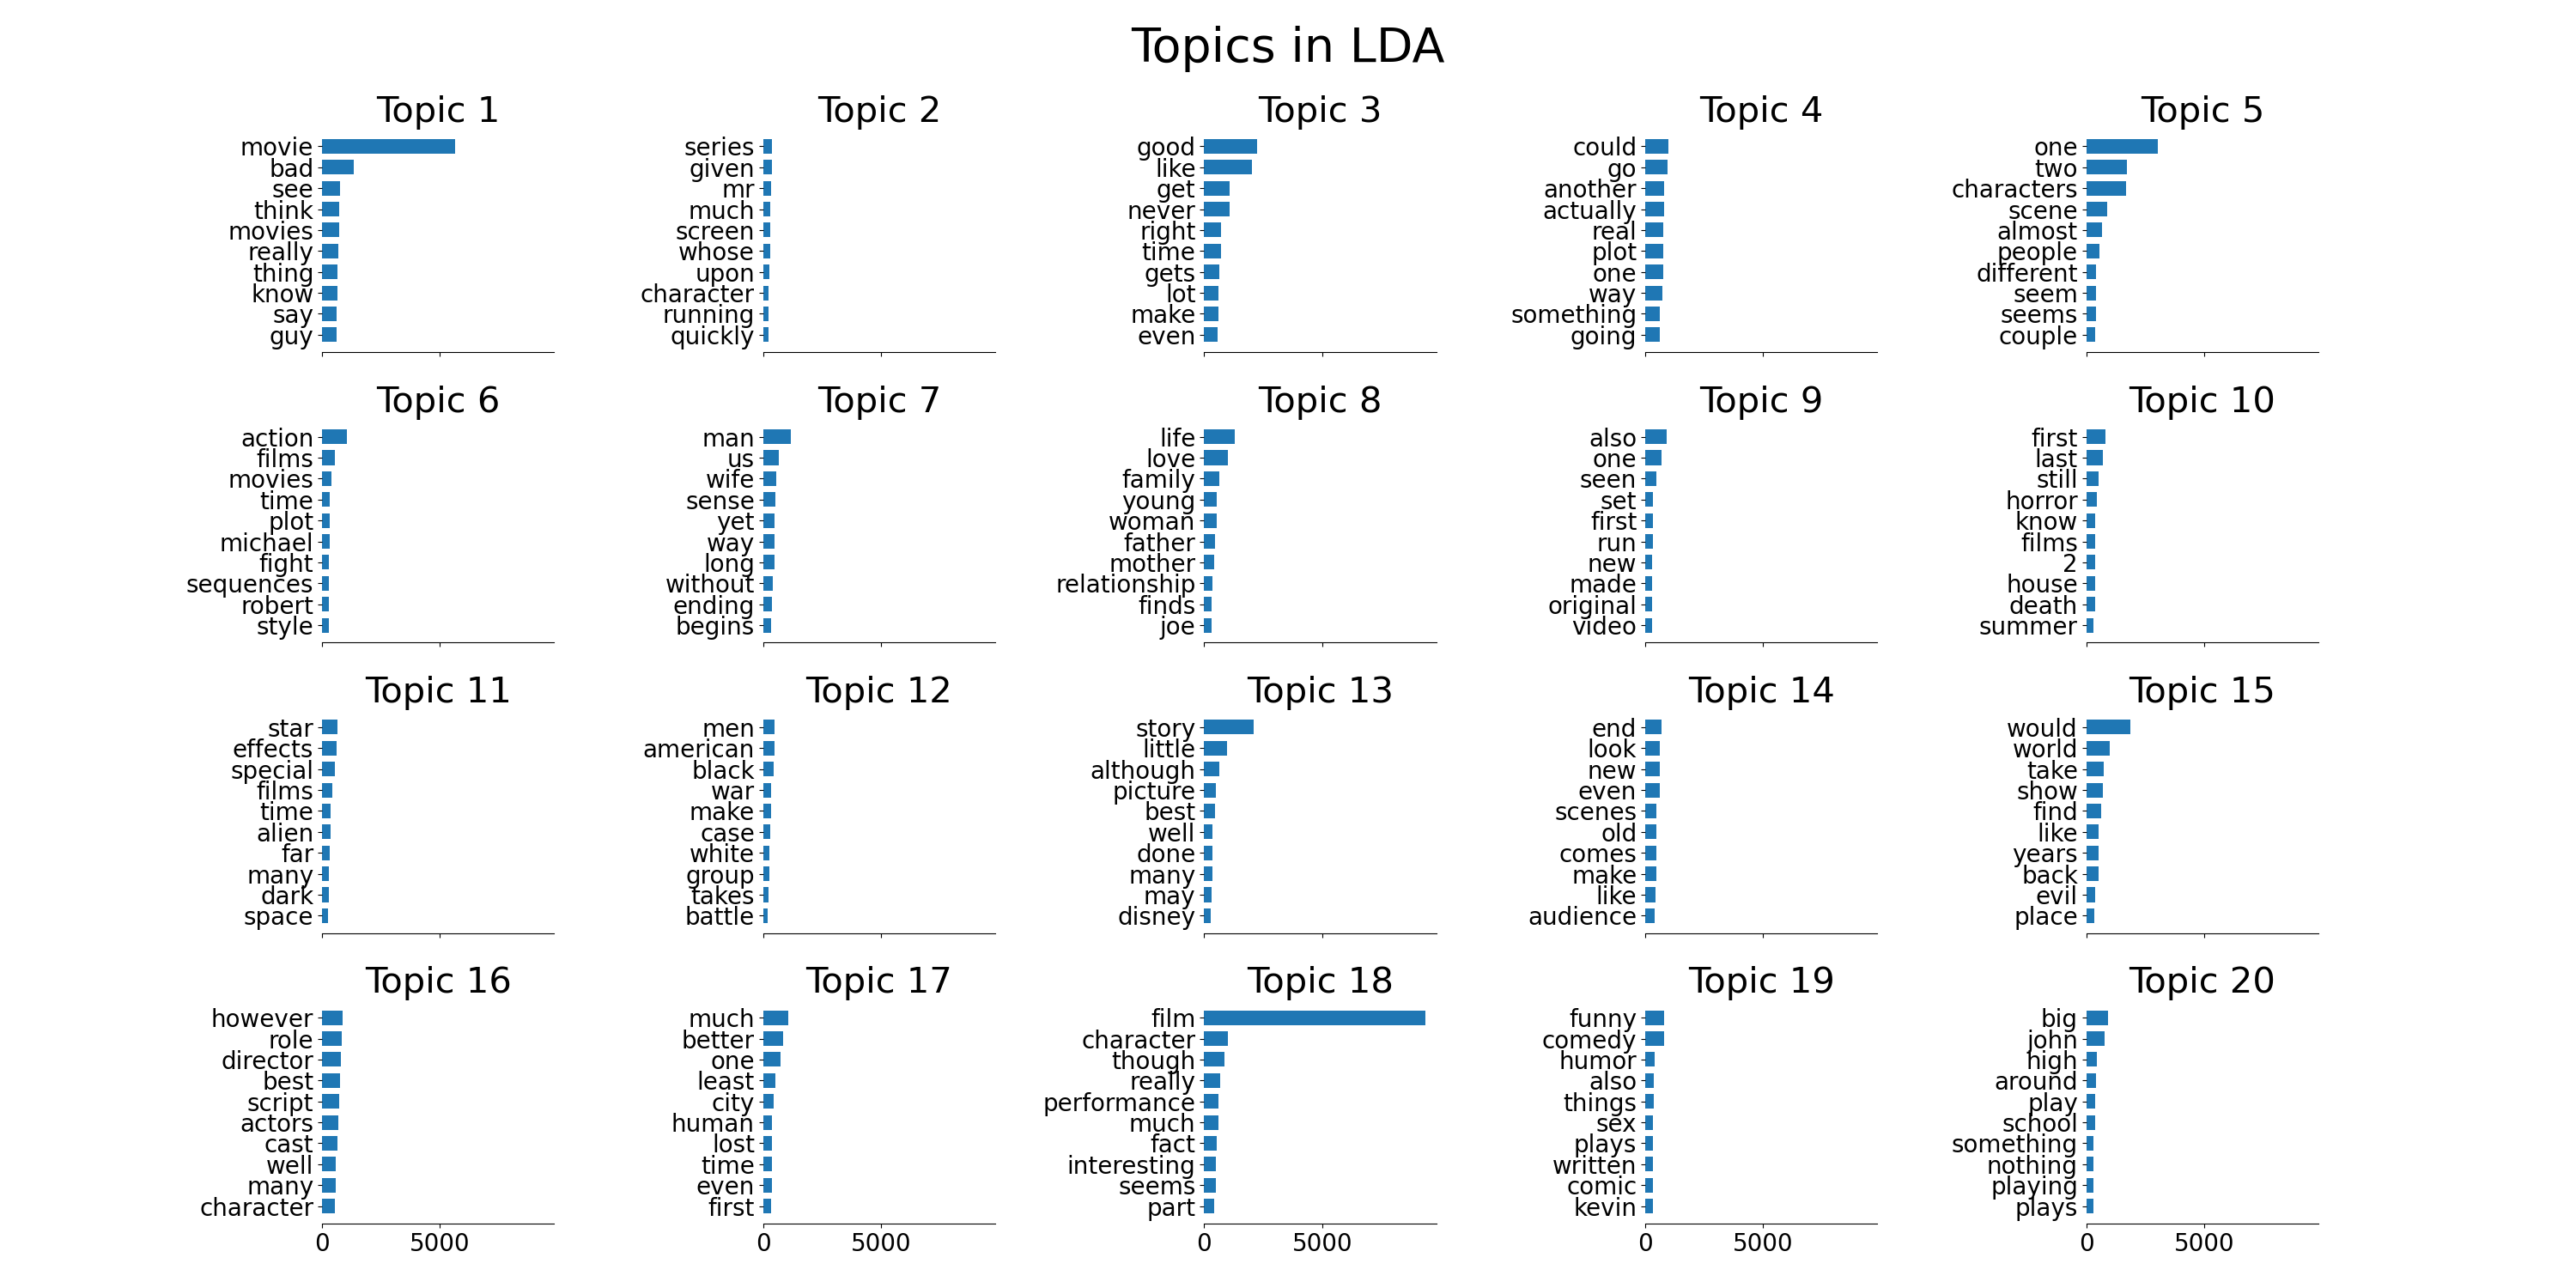 Topics in LDA
Topic 1
movie
bad
see
think
movies
really
thing
know
say
guy
Topic 2
series
given
mr
much
screen
whose
upon
character
running
quickly
Topic 3
good
like
get
never
right
time
gets
lot
make
even
Topic 4
could
go
another
actually
real
plot
one
way
something
going
Topic 5
one
two
characters
scene
almost
people
different
seem
seems
couple
Topic 6
action
films
movies
time
plot
michael
fight
sequences
robert
style
Topic 7
man
us
wife
sense
yet
way
long
without
ending
begins
Topic 8
life
love
family
young
woman
father
mother
relationship
finds
joe
Topic 9
also
one
seen
set
first
run
new
made
original
video
Topic 10
first
last
still
horror
know
films
2
house
death
summer
Topic 11
star
effects
special
films
time
alien
far
many
dark
space
Topic 12
men
american
black
war
make
case
white
group
takes
battle
Topic 13
story
little
although
picture
best
well
done
many
may
disney
Topic 14
end
look
new
even
scenes
old
comes
make
like
audience
Topic 15
would
world
take
show
find
like
years
back
evil
place
Topic 16
however
role
director
best
script
actors
cast
well
many
character
0 5000
Topic 17
much
better
one
least
city
human
lost
time
even
first
0 5000
Topic 18
film
character
though
really
performance
much
fact
interesting
seems
part
0 5000
Topic 19
funny
comedy
humor
also
things
sex
plays
written
comic
kevin
0 5000
Topic 20
big
john
high
around
play
school
something
nothing
playing
plays
0 5000